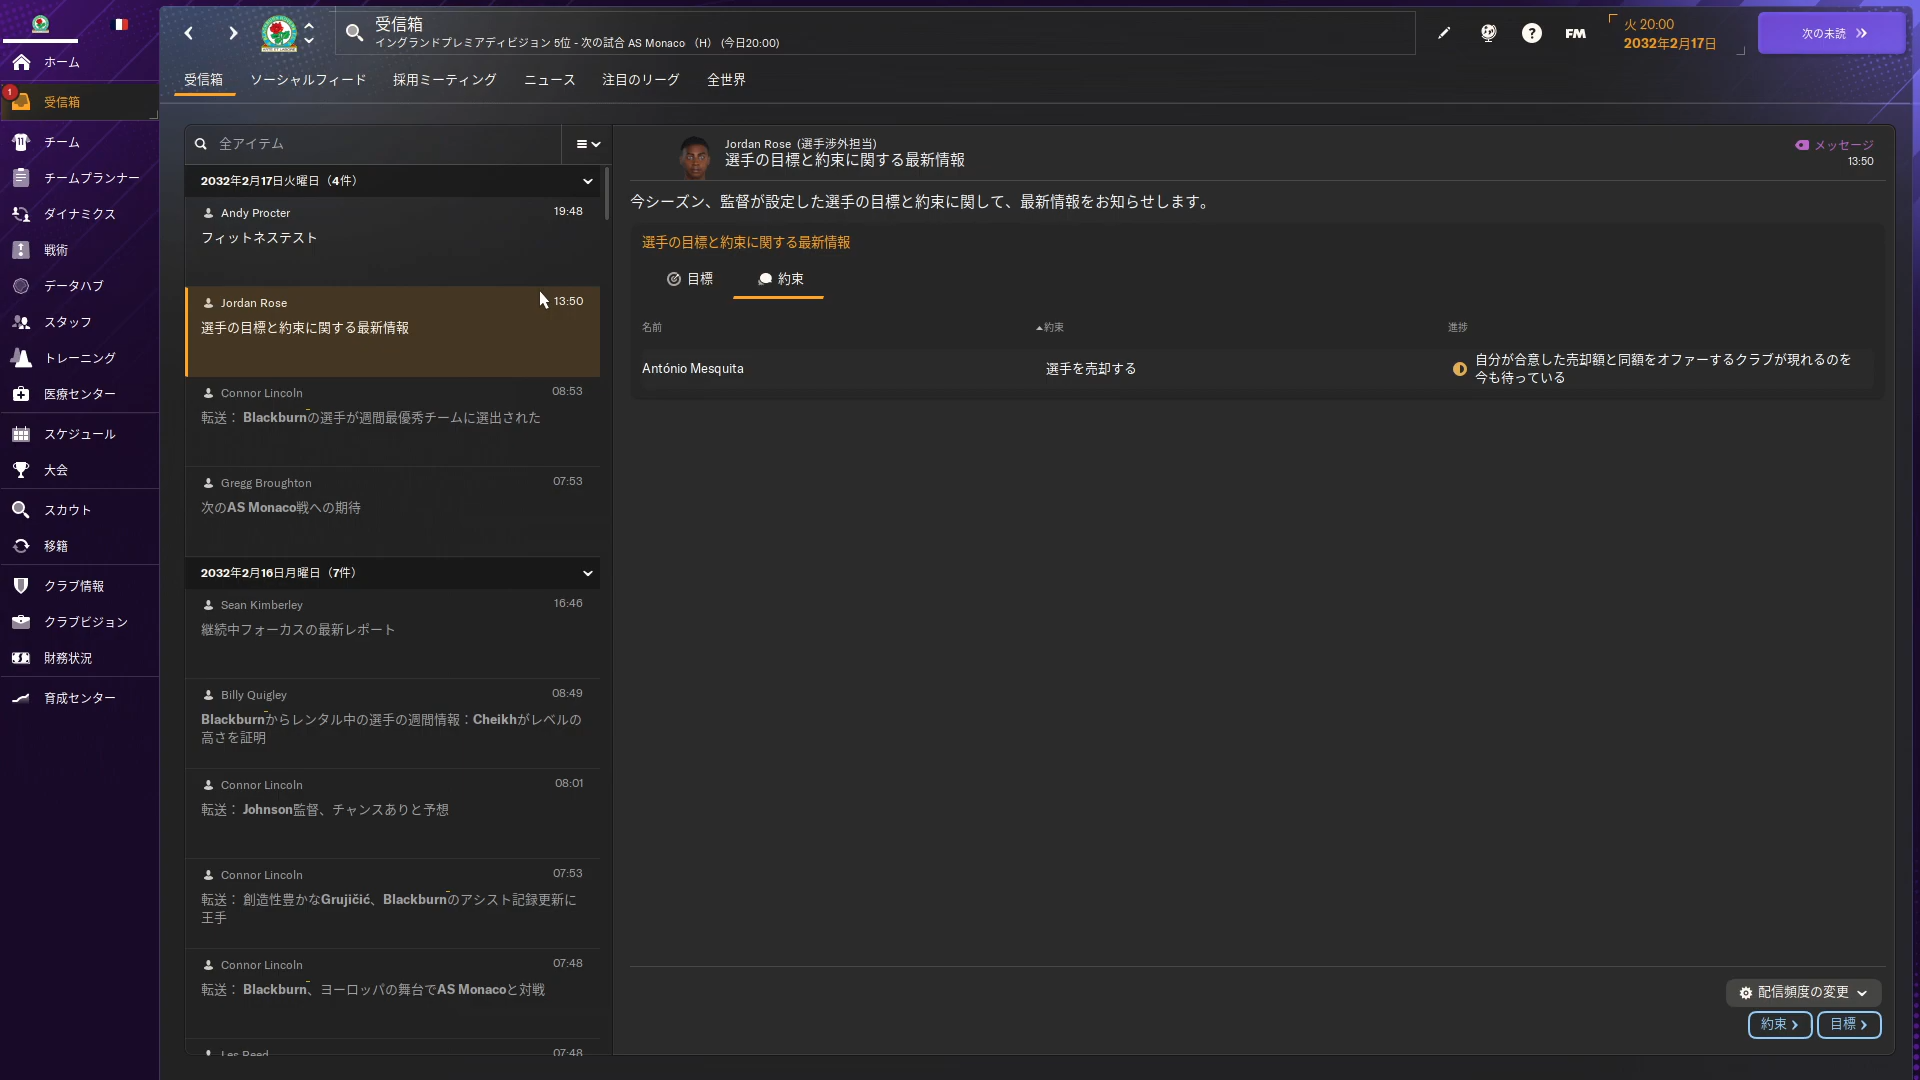 受信箱
イングランドプレミアディビジョン 5位 - 次の試合 AS Monaco （H） (今日20:00)
FM
火 20:00
2032年2月17日
次の未読
ホーム
1
受信箱
チーム
チームプランナー
ダイナミクス
戦術
データハブ
スタッフ
トレーニング
医療センター
スケジュール
大会
スカウト
移籍
クラブ情報
クラブビジョン
財務状況
育成センター
受信箱 ソーシャルフィード 採用ミーティング ニュース 注目のリーグ 全世界
全アイテム
2032年2月17日火曜日（4件）
Andy Procter 19:48
フィットネステスト
Jordan Rose 13:50
選手の目標と約束に関する最新情報
Connor Lincoln 08:53
転送： Blackburnの選手が週間最優秀チームに選出された
Gregg Broughton 07:53
次のAS Monaco戦への期待
2032年2月16日月曜日（7件）
Sean Kimberley 16:46
継続中フォーカスの最新レポート
Billy Quigley 08:49
Blackburnからレンタル中の選手の週間情報：Cheikhがレベルの
高さを証明
Connor Lincoln 08:01
転送： Johnson監督、チャンスありと予想
Connor Lincoln 07:53
転送： 創造性豊かなGrujičić、Blackburnのアシスト記録更新に
王手
Connor Lincoln 07:48
転送： Blackburn、ヨーロッパの舞台でAS Monacoと対戦
Les Reed 07:48
Jordan Rose (選手渉外担当)
選手の目標と約束に関する最新情報
メッセージ
13:50
今シーズン、監督が設定した選手の目標と約束に関して、最新情報をお知らせします。
選手の目標と約束に関する最新情報
目標 約束
名前 約束 進捗
António Mesquita 選手を売却する 自分が合意した売却額と同額をオファーするクラブが現れるのを
今も待っている
配信頻度の変更
約束 目標